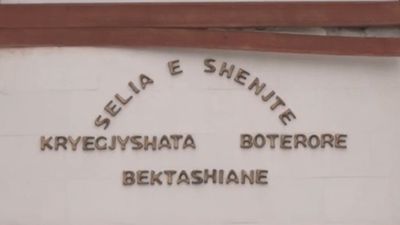 SELIA E SHENJTE
KRYEGJYSHATA BOTERORE
BEKTASHIANE